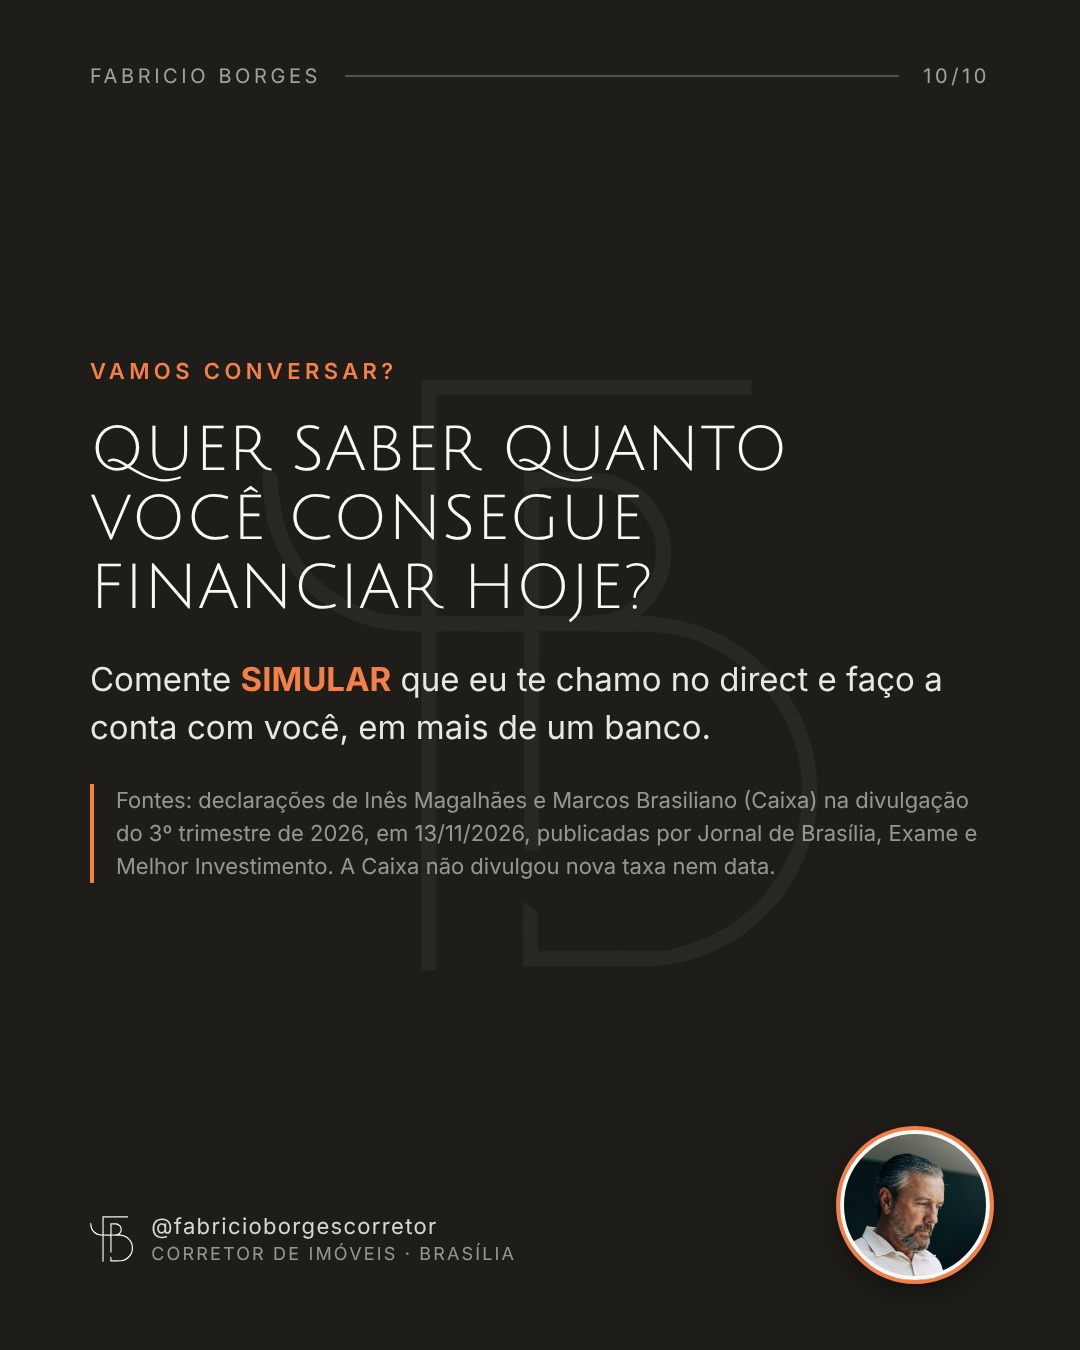 FABRICIO BORGES
10/10
VAMOS CONVERSAR?
QUER SABER QUANTO
VOCÊ CONSEGUE
FINANCIAR HOJE?
Comente SIMULAR que eu te chamo no direct e faço a
conta com você, em mais de um banco.
Fontes: declarações de Inês Magalhães e Marcos Brasiliano (Caixa) na divulgação
do 3º trimestre de 2026, em 13/11/2026, publicadas por Jornal de Brasília, Exame e
Melhor Investimento. A Caixa não divulgou nova taxa nem data.
@fabricioborgescorretor
CORRETOR DE IMÓVEIS · BRASÍLIA